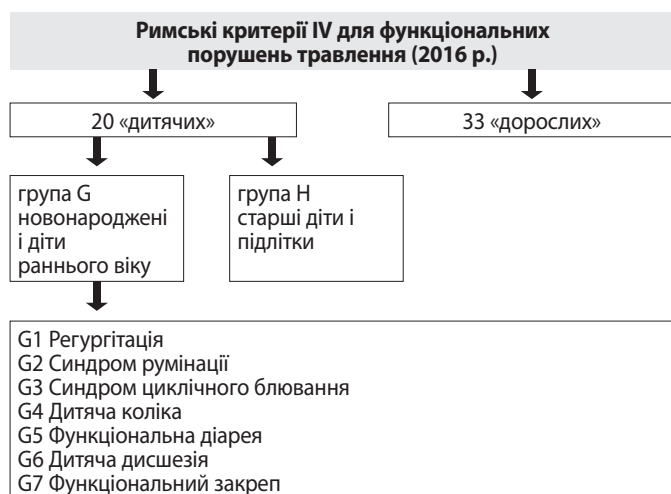 Римські критерії IV для функціональних
порушень травлення (2016 р.)
20 «дитячих»
33 «дорослих»
група G
новонароджені
і діти
раннього віку
група H
старші діти і
підлітки
G1 Регургітація
G2 Синдром румінації
G3 Синдром циклічного блювання
G4 Дитяча коліка
G5 Функціональна діарея
G6 Дитяча дисшезія
G7 Функціональний закреп